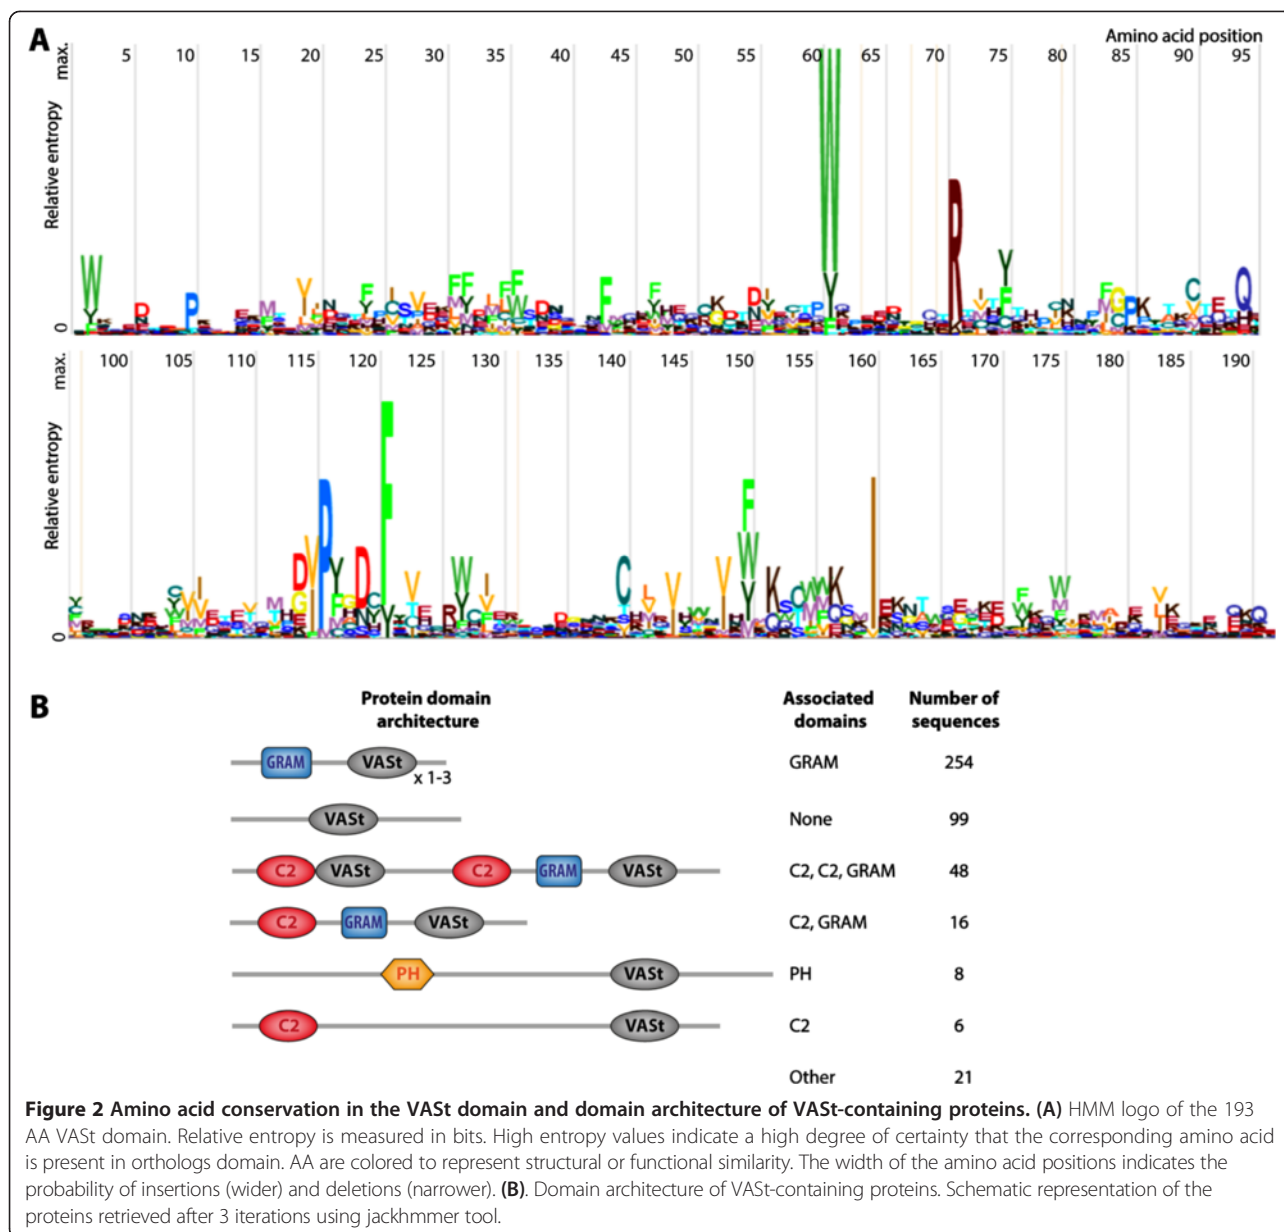 A
max.
5 10 15 20 25 30 35 40 45 50 55 60 65 70 75 80 85 90 95
Amino acid position
Relative entropy
0
max.
100 105 110 115 120 125 130 135 140 145 150 155 160 165 170 175 180 185 190
Relative entropy
0
B
Protein domain architecture
Associated domains
Number of sequences
GRAM VASt x 1-3 GRAM 254
VASt None 99
C2 VASt C2 GRAM VASt C2, C2, GRAM 48
C2 GRAM VASt C2, GRAM 16
PH VASt PH 8
C2 VASt C2 6
Other 21
Figure 2 Amino acid conservation in the VASt domain and domain architecture of VASt-containing proteins. (A) HMM logo of the 193
AA VASt domain. Relative entropy is measured in bits. High entropy values indicate a high degree of certainty that the corresponding amino acid
is present in orthologs domain. AA are colored to represent structural or functional similarity. The width of the amino acid positions indicates the
probability of insertions (wider) and deletions (narrower). (B). Domain architecture of VASt-containing proteins. Schematic representation of the
proteins retrieved after 3 iterations using jackhmmer tool.